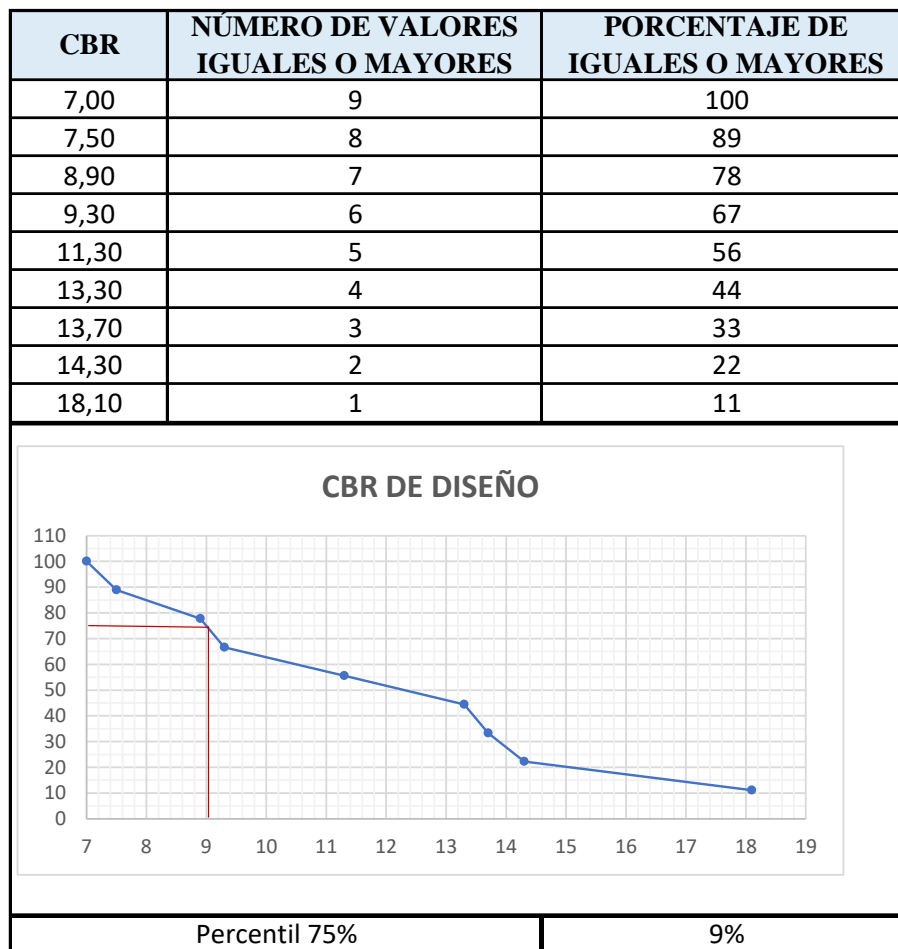 CBR NÚMERO DE VALORES IGUALES O MAYORES PORCENTAJE DE IGUALES O MAYORES
7,00 9 100
7,50 8 89
8,90 7 78
9,30 6 67
11,30 5 56
13,30 4 44
13,70 3 33
14,30 2 22
18,10 1 11
CBR DE DISEÑO
110
100
90
80
70
60
50
40
30
20
10
0
7 8 9 10 11 12 13 14 15 16 17 18 19
Percentil 75% 9%